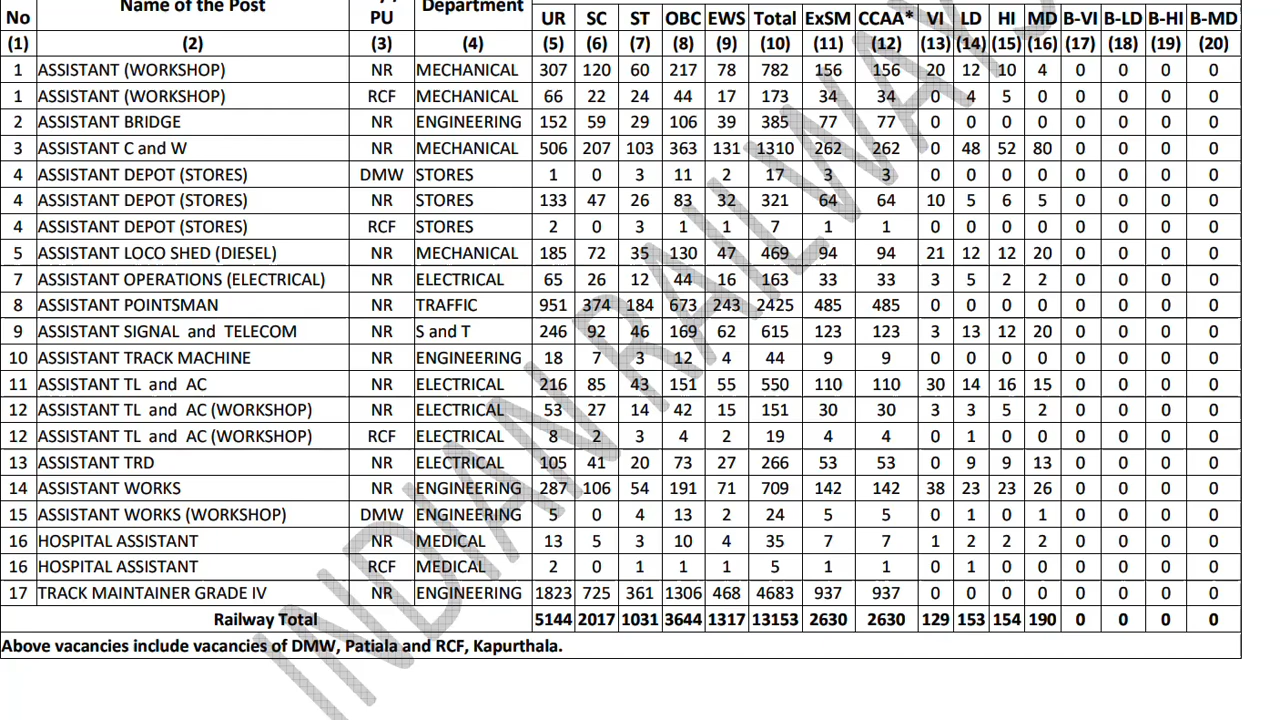 No Name of the Post PU Department UR SC ST OBC EWS Total ExSM CCAA* VI LD HI MD B-VI B-LD B-HI B-MD
(1) (2) (3) (4) (5) (6) (7) (8) (9) (10) (11) (12) (13) (14) (15) (16) (17) (18) (19) (20)
1 ASSISTANT (WORKSHOP) NR MECHANICAL 307 120 60 217 78 782 156 156 20 12 10 4 0 0 0 0
1 ASSISTANT (WORKSHOP) RCF MECHANICAL 66 22 24 44 17 173 34 34 0 4 5 0 0 0 0 0
2 ASSISTANT BRIDGE NR ENGINEERING 152 59 29 106 39 385 77 77 0 0 0 0 0 0 0 0
3 ASSISTANT C and W NR MECHANICAL 506 207 103 363 131 1310 262 262 0 48 52 80 0 0 0 0
4 ASSISTANT DEPOT (STORES) DMW STORES 1 0 3 11 2 17 3 3 0 0 0 0 0 0 0 0
4 ASSISTANT DEPOT (STORES) NR STORES 133 47 26 83 32 321 64 64 10 5 6 5 0 0 0 0
4 ASSISTANT DEPOT (STORES) RCF STORES 2 0 3 1 1 7 1 1 0 0 0 0 0 0 0 0
5 ASSISTANT LOCO SHED (DIESEL) NR MECHANICAL 185 72 35 130 47 469 94 94 21 12 12 20 0 0 0 0
7 ASSISTANT OPERATIONS (ELECTRICAL) NR ELECTRICAL 65 26 12 44 16 163 33 33 3 5 2 2 0 0 0 0
8 ASSISTANT POINTSMAN NR TRAFFIC 951 374 184 673 243 2425 485 485 0 0 0 0 0 0 0 0
9 ASSISTANT SIGNAL and TELECOM NR S and T 246 92 46 169 62 615 123 123 3 13 12 20 0 0 0 0
10 ASSISTANT TRACK MACHINE NR ENGINEERING 18 7 3 12 4 44 9 9 0 0 0 0 0 0 0 0
11 ASSISTANT TL and AC NR ELECTRICAL 216 85 43 151 55 550 110 110 30 14 16 15 0 0 0 0
12 ASSISTANT TL and AC (WORKSHOP) NR ELECTRICAL 53 27 14 42 15 151 30 30 3 3 5 2 0 0 0 0
12 ASSISTANT TL and AC (WORKSHOP) RCF ELECTRICAL 8 2 3 4 2 19 4 4 0 1 0 0 0 0 0 0
13 ASSISTANT TRD NR ELECTRICAL 105 41 20 73 27 266 53 53 0 9 9 13 0 0 0 0
14 ASSISTANT WORKS NR ENGINEERING 287 106 54 191 71 709 142 142 38 23 23 26 0 0 0 0
15 ASSISTANT WORKS (WORKSHOP) DMW ENGINEERING 5 0 4 13 2 24 5 5 0 1 0 1 0 0 0 0
16 HOSPITAL ASSISTANT NR MEDICAL 13 5 3 10 4 35 7 7 1 2 2 2 0 0 0 0
16 HOSPITAL ASSISTANT RCF MEDICAL 2 0 1 1 1 5 1 1 0 1 0 0 0 0 0 0
17 TRACK MAINTAINER GRADE IV NR ENGINEERING 1823 725 361 1306 468 4683 937 937 0 0 0 0 0 0 0 0
Railway Total 5144 2017 1031 3644 1317 13153 2630 2630 129 153 154 190 0 0 0 0
Above vacancies include vacancies of DMW, Patiala and RCF, Kapurthala.
INDIAN RAILWAYS